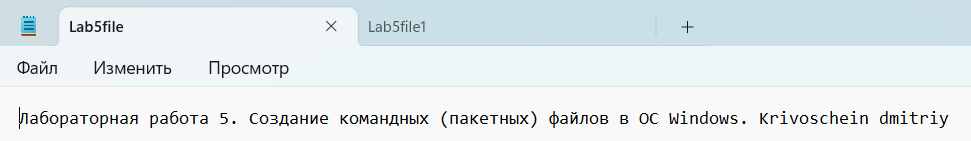 Lab5file
Lab5file1
Файл Изменить Просмотр
Лабораторная работа 5. Создание командных (пакетных) файлов в ОС Windows. Krivoschein dmitriy